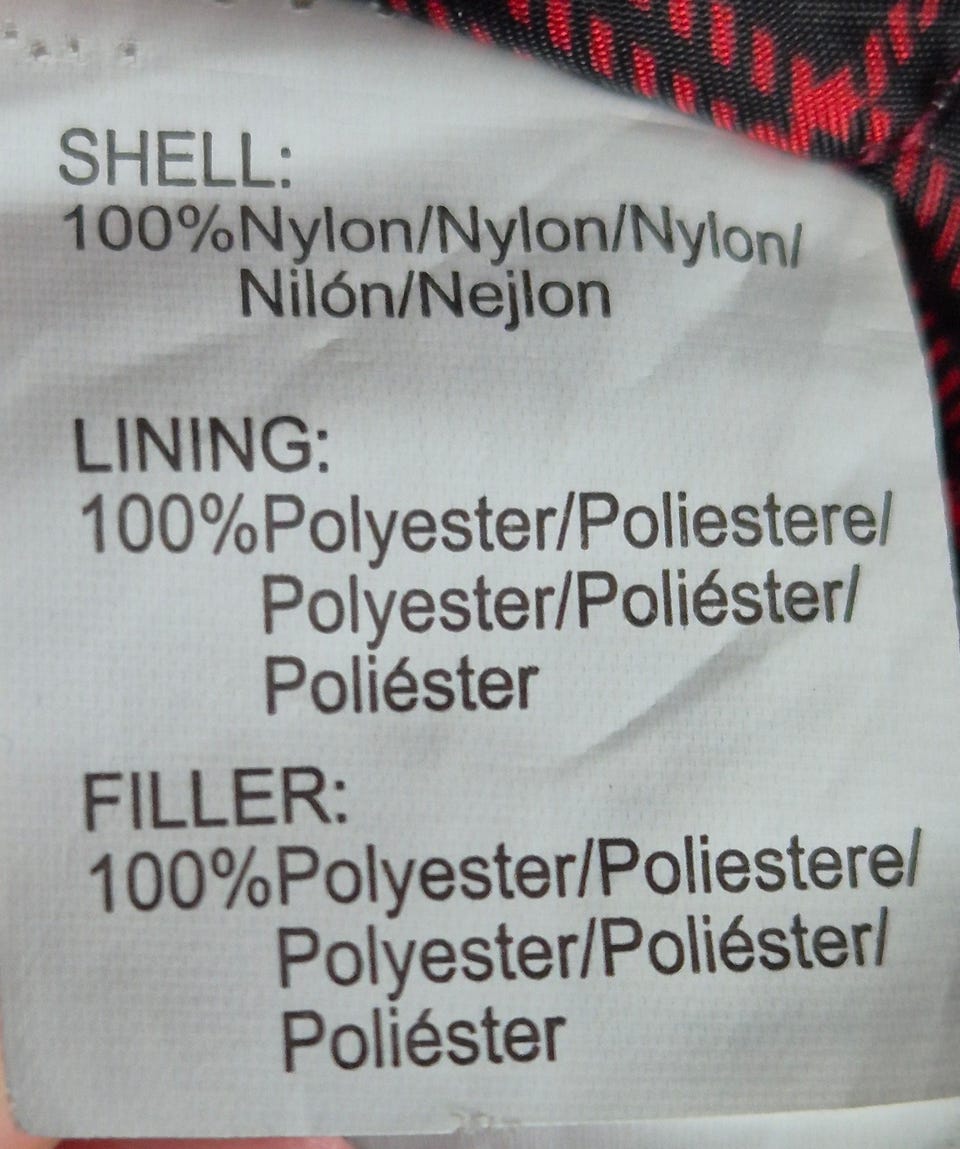 SHELL:
100%Nylon/Nylon/Nylon/
Nilón/Nejlon
LINING:
100%Polyester/Poliestere/
Polyester/Poliéster/
Poliéster
FILLER:
100%Polyester/Poliestere/
Polyester/Poliéster/
Poliéster